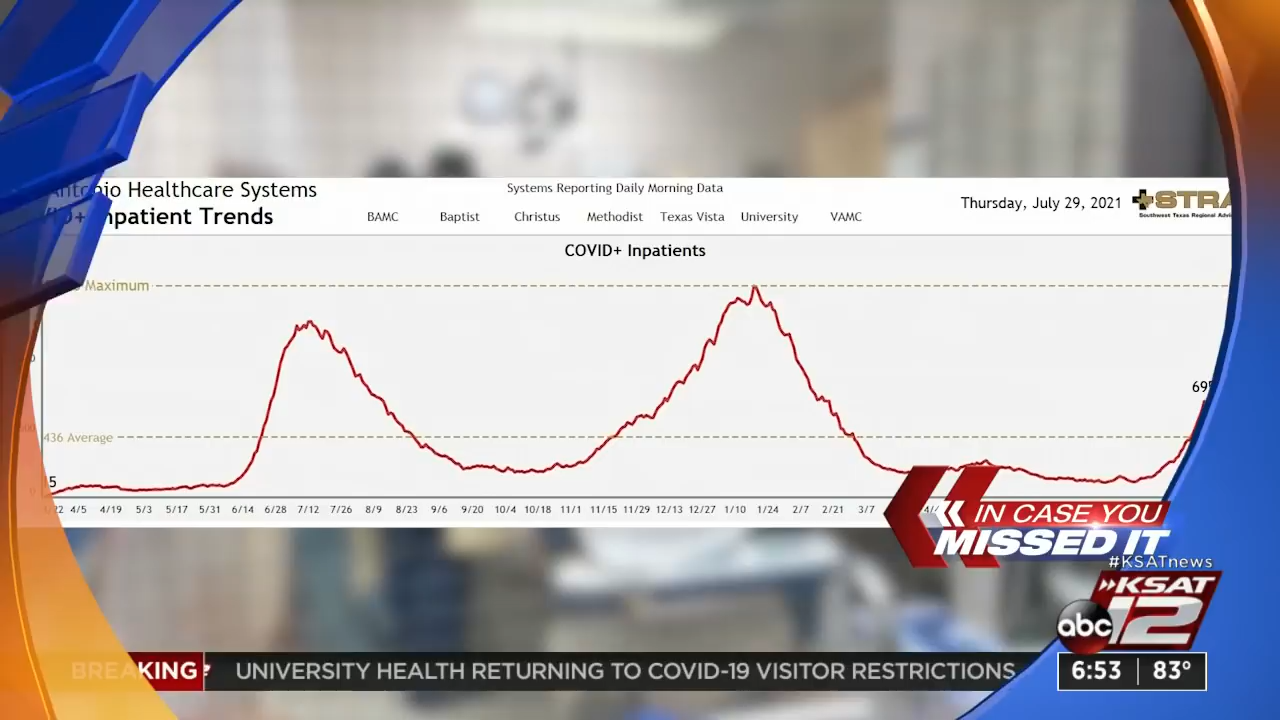 Antonio Healthcare Systems
Inpatient Trends
Systems Reporting Daily Morning Data
BAMC Baptist Christus Methodist Texas Vista University VAMC
Thursday, July 29, 2021
STRA
Southwest Texas Regional Advi
COVID+ Inpatients
Maximum
436 Average
5
69
4/5 4/19 5/3 5/17 5/31 6/14 6/28 7/12 7/26 8/9 8/23 9/6 9/20 10/4 10/18 11/1 11/15 11/29 12/13 12/27 1/10 1/24 2/7 2/21 3/7
IN CASE YOU
MISSED IT
#KSATnews
KSAT
abc 12
BREAKING
UNIVERSITY HEALTH RETURNING TO COVID-19 VISITOR RESTRICTIONS
6:53 83°